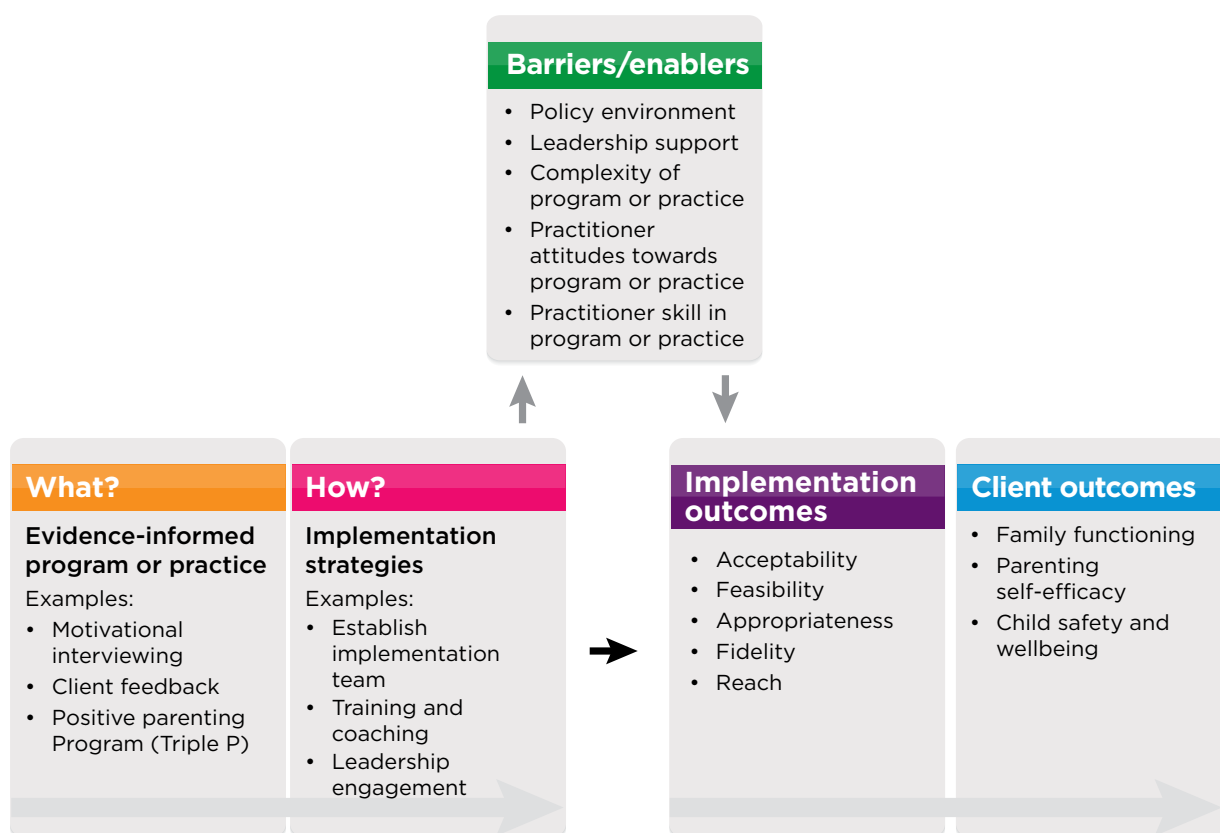 Barriers/enablers
• Policy environment
• Leadership support
• Complexity of
program or practice
• Practitioner
attitudes towards
program or practice
• Practitioner skill in
program or practice
What?
Evidence-informed
program or practice
Examples:
• Motivational
interviewing
• Client feedback
• Positive parenting
Program (Triple P)
How?
Implementation
strategies
Examples:
• Establish
implementation
team
• Training and
coaching
• Leadership
engagement
Implementation
outcomes
• Acceptability
• Feasibility
• Appropriateness
• Fidelity
• Reach
Client outcomes
• Family functioning
• Parenting
self-efficacy
• Child safety and
wellbeing